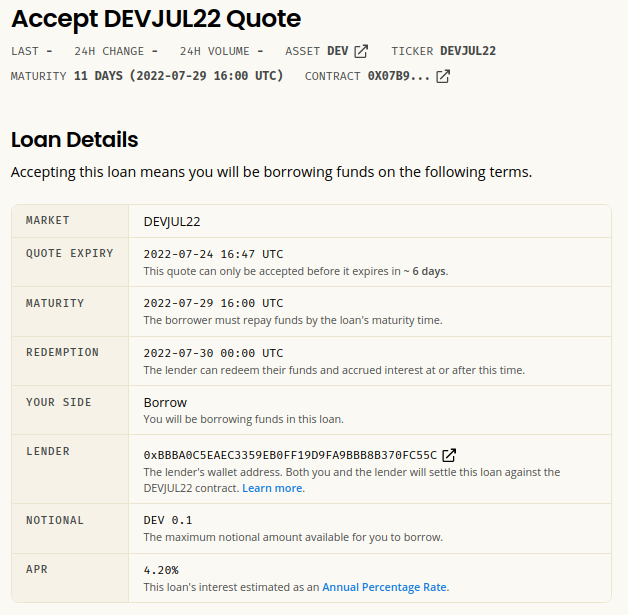 Accept DEVJUL22 Quote
LAST - 24H CHANGE - 24H VOLUME - ASSET DEV TICKER DEVJUL22
MATURITY 11 DAYS (2022-07-29 16:00 UTC) CONTRACT 0X07B9...
Loan Details
Accepting this loan means you will be borrowing funds on the following terms.
MARKET DEVJUL22
QUOTE EXPIRY 2022-07-24 16:47 UTC
This quote can only be accepted before it expires in ~ 6 days.
MATURITY 2022-07-29 16:00 UTC
The borrower must repay funds by the loan's maturity time.
REDEMPTION 2022-07-30 00:00 UTC
The lender can redeem their funds and accrued interest at or after this time.
YOUR SIDE Borrow
You will be borrowing funds in this loan.
LENDER 0xBBBA0C5EAEC3359EB0FF19D9FA9BBB8B370FC55C
The lender's wallet address. Both you and the lender will settle this loan against the
DEVJUL22 contract. Learn more.
NOTIONAL DEV 0.1
The maximum notional amount available for you to borrow.
APR 4.20%
This loan's interest estimated as an Annual Percentage Rate.